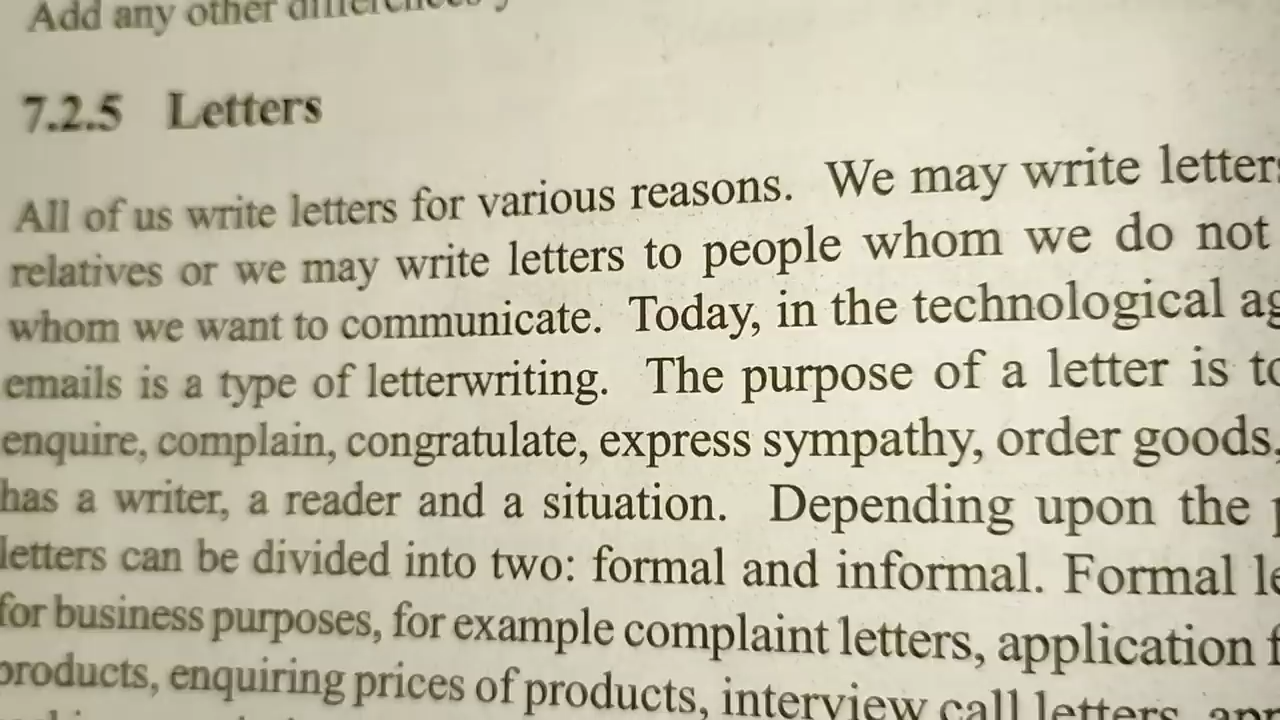 Add any other differences
7.2.5 Letters
All of us write letters for various reasons. We may write letters
relatives or we may write letters to people whom we do not
whom we want to communicate. Today, in the technological
emails is a type of letterwriting. The purpose of a letter is to
enquire, complain, congratulate, express sympathy, order goods,
has a writer, a reader and a situation. Depending upon the
letters can be divided into two: formal and informal. Formal
for business purposes, for example complaint letters, application
products, enquiring prices of products, interview call letters,